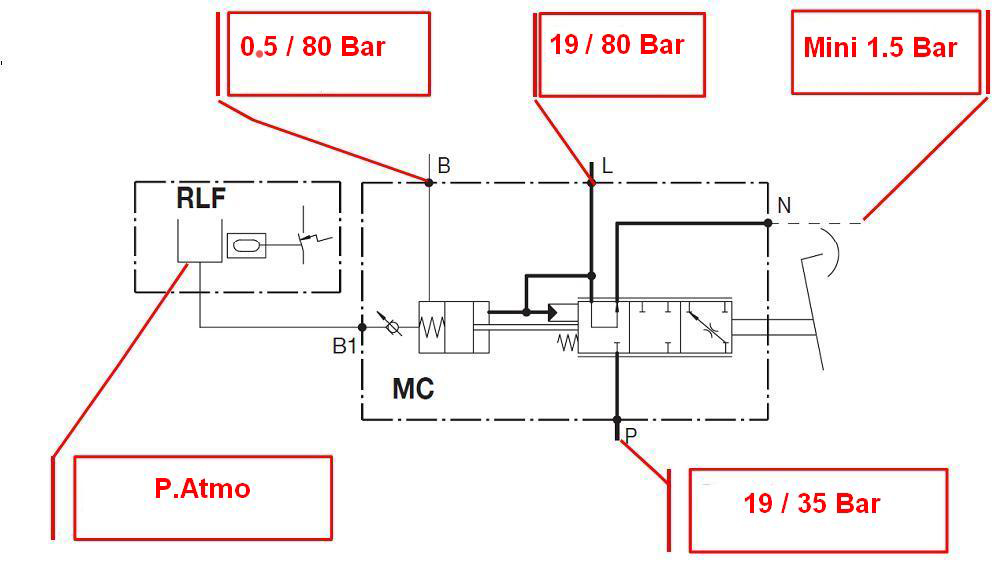 0.5 / 80 Bar
19 / 80 Bar
Mini 1.5 Bar
B
L
RLF
N
B1
MC
P
P.Atmo
19 / 35 Bar